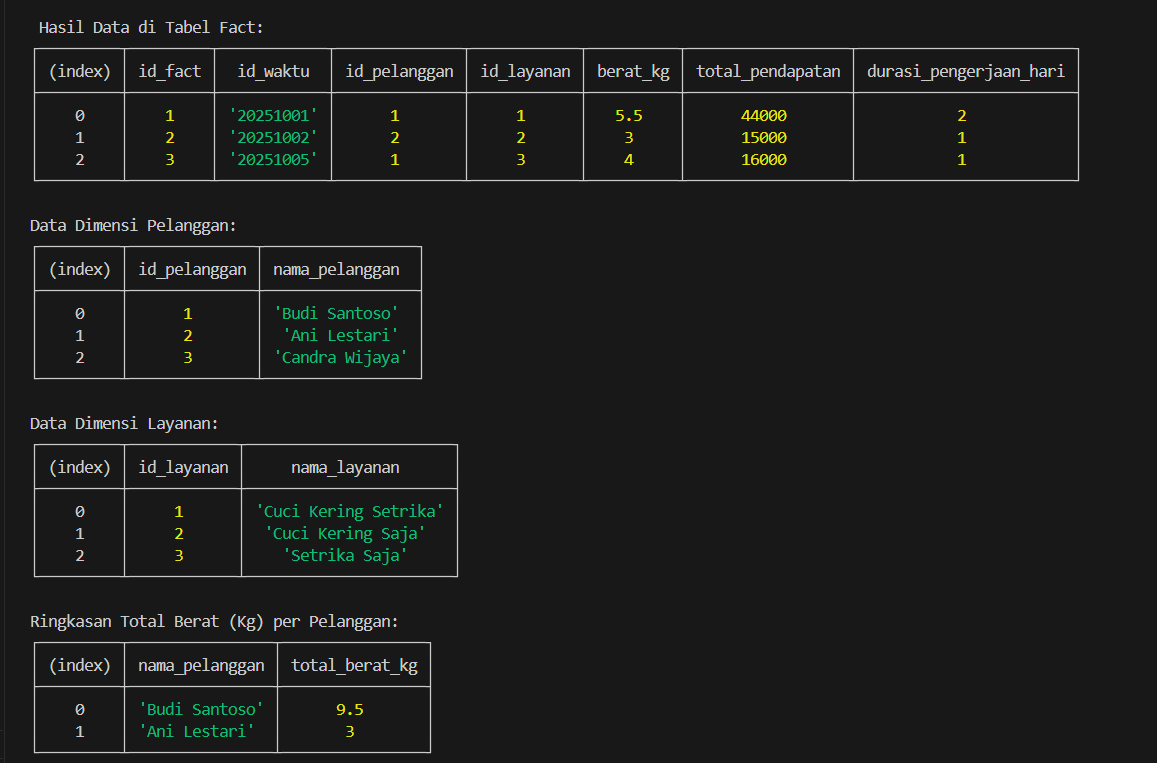 Hasil Data di Tabel Fact:
(index) id_fact id_waktu id_pelanggan id_layanan berat_kg total_pendapatan durasi_pengerjaan_hari
0 1 '20251001' 1 1 5.5 44000 2
1 2 '20251002' 2 2 3 15000 1
2 3 '20251005' 1 3 4 16000 1
Data Dimensi Pelanggan:
(index) id_pelanggan nama_pelanggan
0 1 'Budi Santoso'
1 2 'Ani Lestari'
2 3 'Candra Wijaya'
Data Dimensi Layanan:
(index) id_layanan nama_layanan
0 1 'Cuci Kering Setrika'
1 2 'Cuci Kering Saja'
2 3 'Setrika Saja'
Ringkasan Total Berat (Kg) per Pelanggan:
(index) nama_pelanggan total_berat_kg
0 'Budi Santoso' 9.5
1 'Ani Lestari' 3